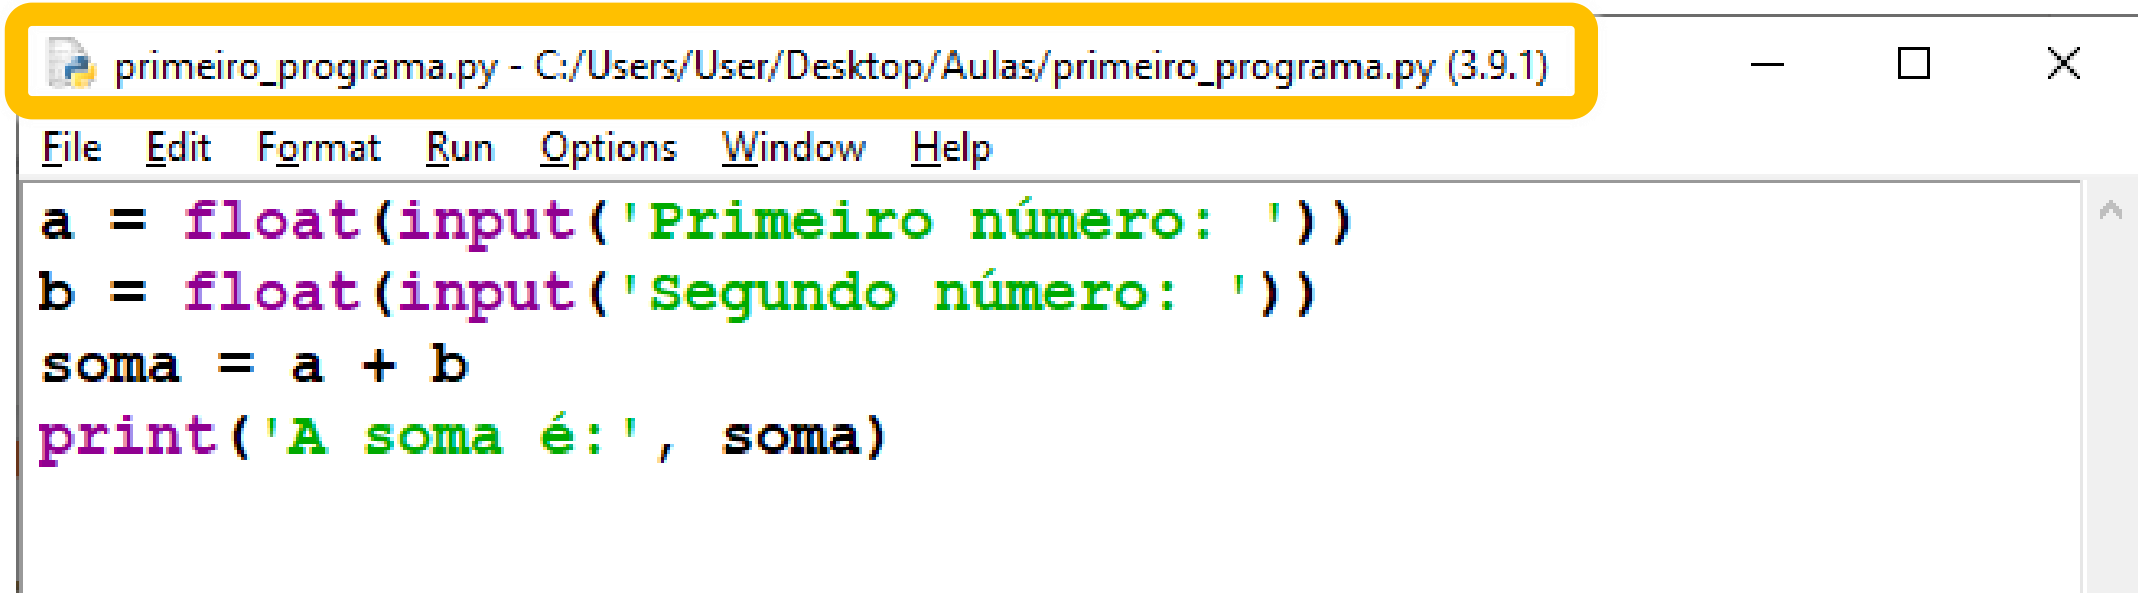 primeiro_programa.py - C:/Users/User/Desktop/Aulas/primeiro_programa.py (3.9.1)
File Edit Format Run Options Window Help
a = float(input('Primeiro número: '))
b = float(input('Segundo número: '))
soma = a + b
print('A soma é:', soma)